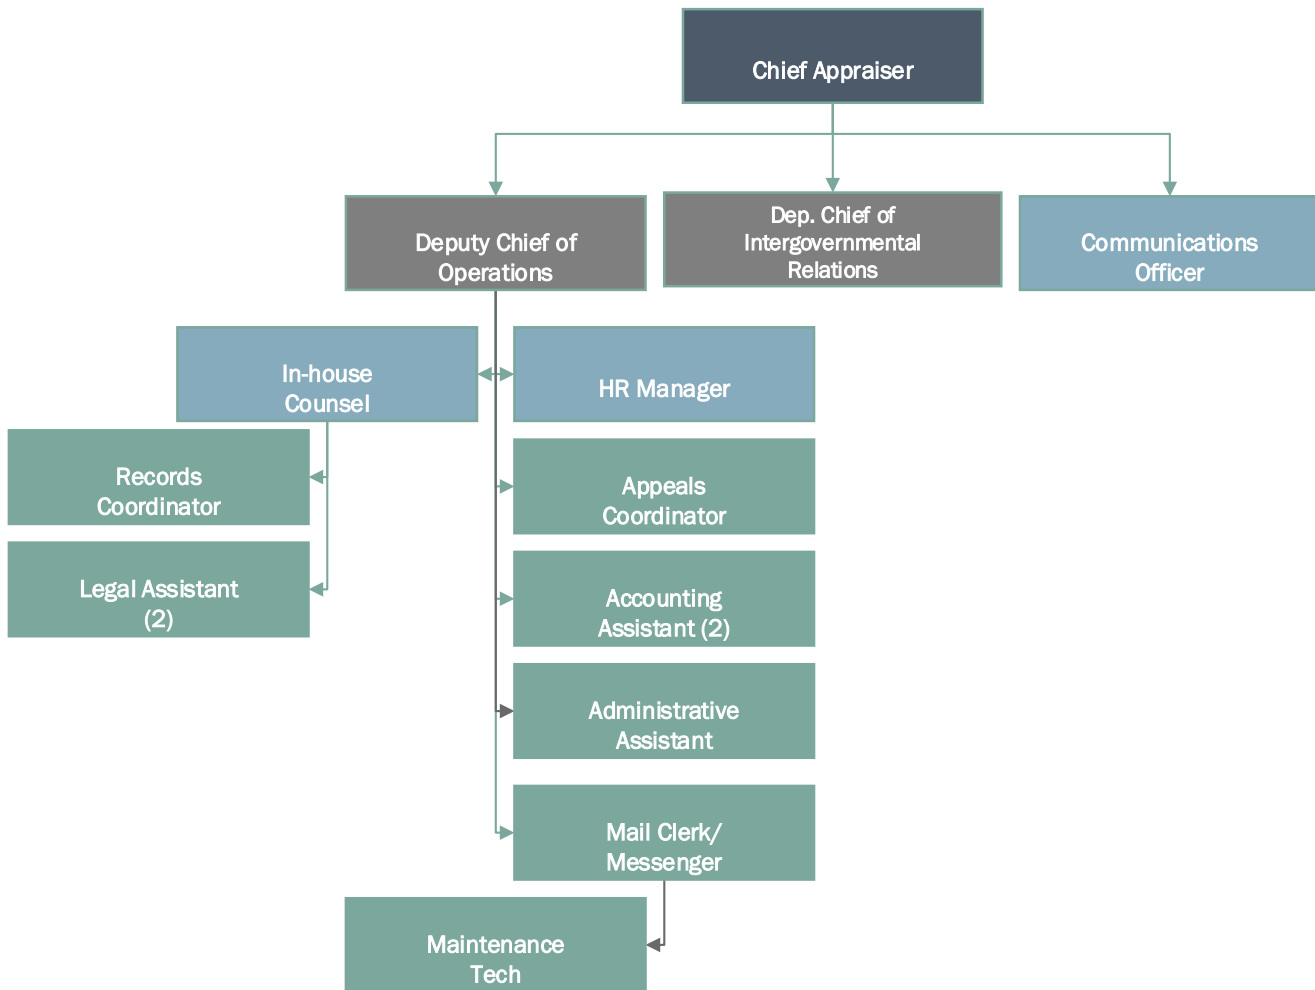 Chief Appraiser
Deputy Chief of
Operations
Dep. Chief of
Intergovernmental
Relations
Communications
Officer
In-house
Counsel
HR Manager
Records
Coordinator
Appeals
Coordinator
Legal Assistant
(2)
Accounting
Assistant (2)
Administrative
Assistant
Mail Clerk/
Messenger
Maintenance
Tech